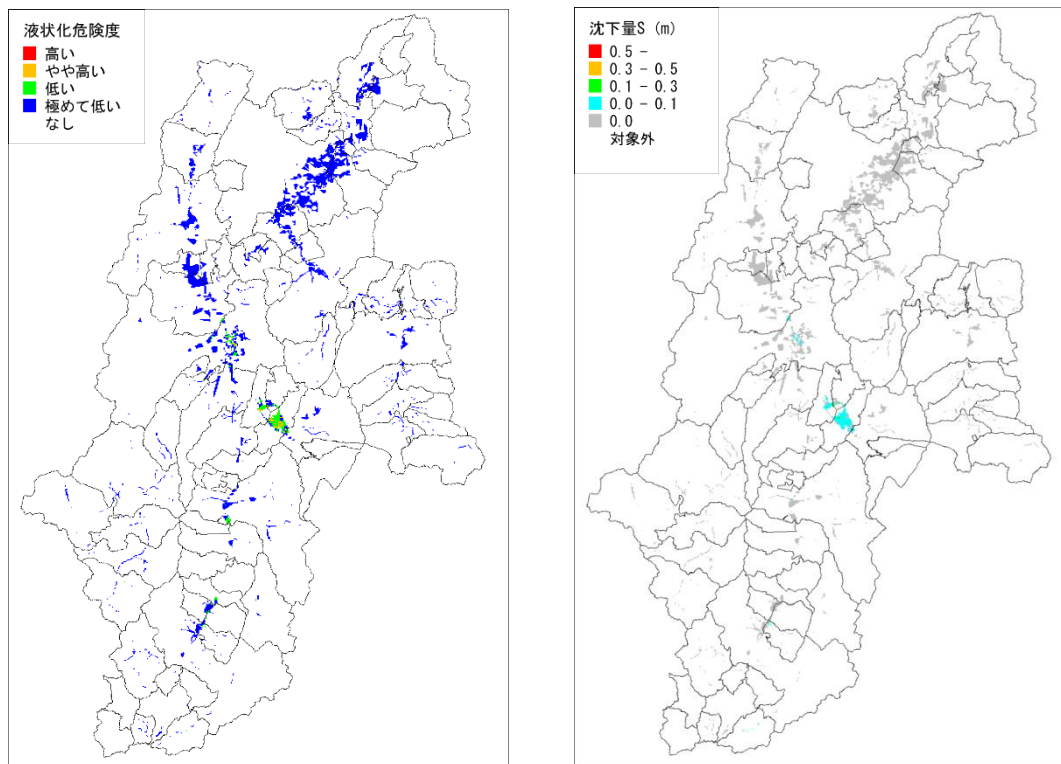 液状化危険度
高い
やや高い
低い
極めて低い
なし
沈下量S (m)
0.5 -
0.3 - 0.5
0.1 - 0.3
0.0 - 0.1
0.0
対象外